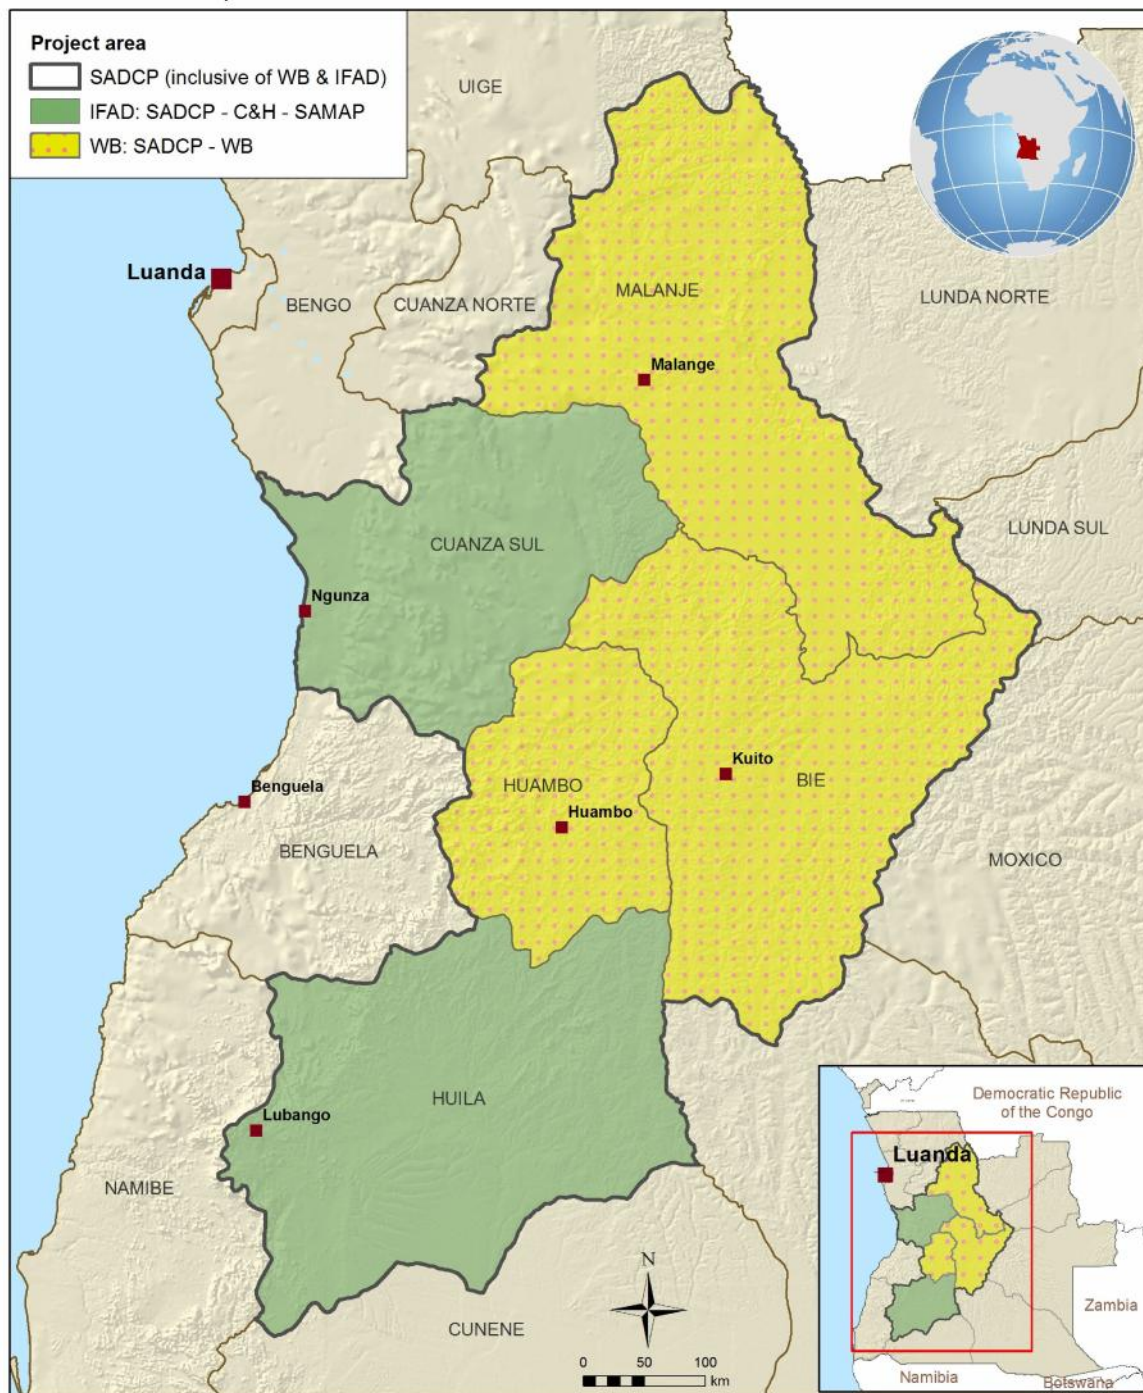 Project area
SADCP (inclusive of WB & IFAD)
IFAD: SADCP - C&H - SAMAP
WB: SADCP - WB
UIGE
Luanda
BENGO
CUANZA NORTE
MALANJE
LUNDA NORTE
Malange
CUANZA SUL
LUNDA SUL
Ngunza
Kuito
BIE
HUAMBO
Huambo
Benguela
BENGUELA
MOXICO
HUILA
Lubango
NAMIBE
CUNENE
N
0 50 100
km
Democratic Republic
of the Congo
Luanda
Zambia
Namibia
Botswana